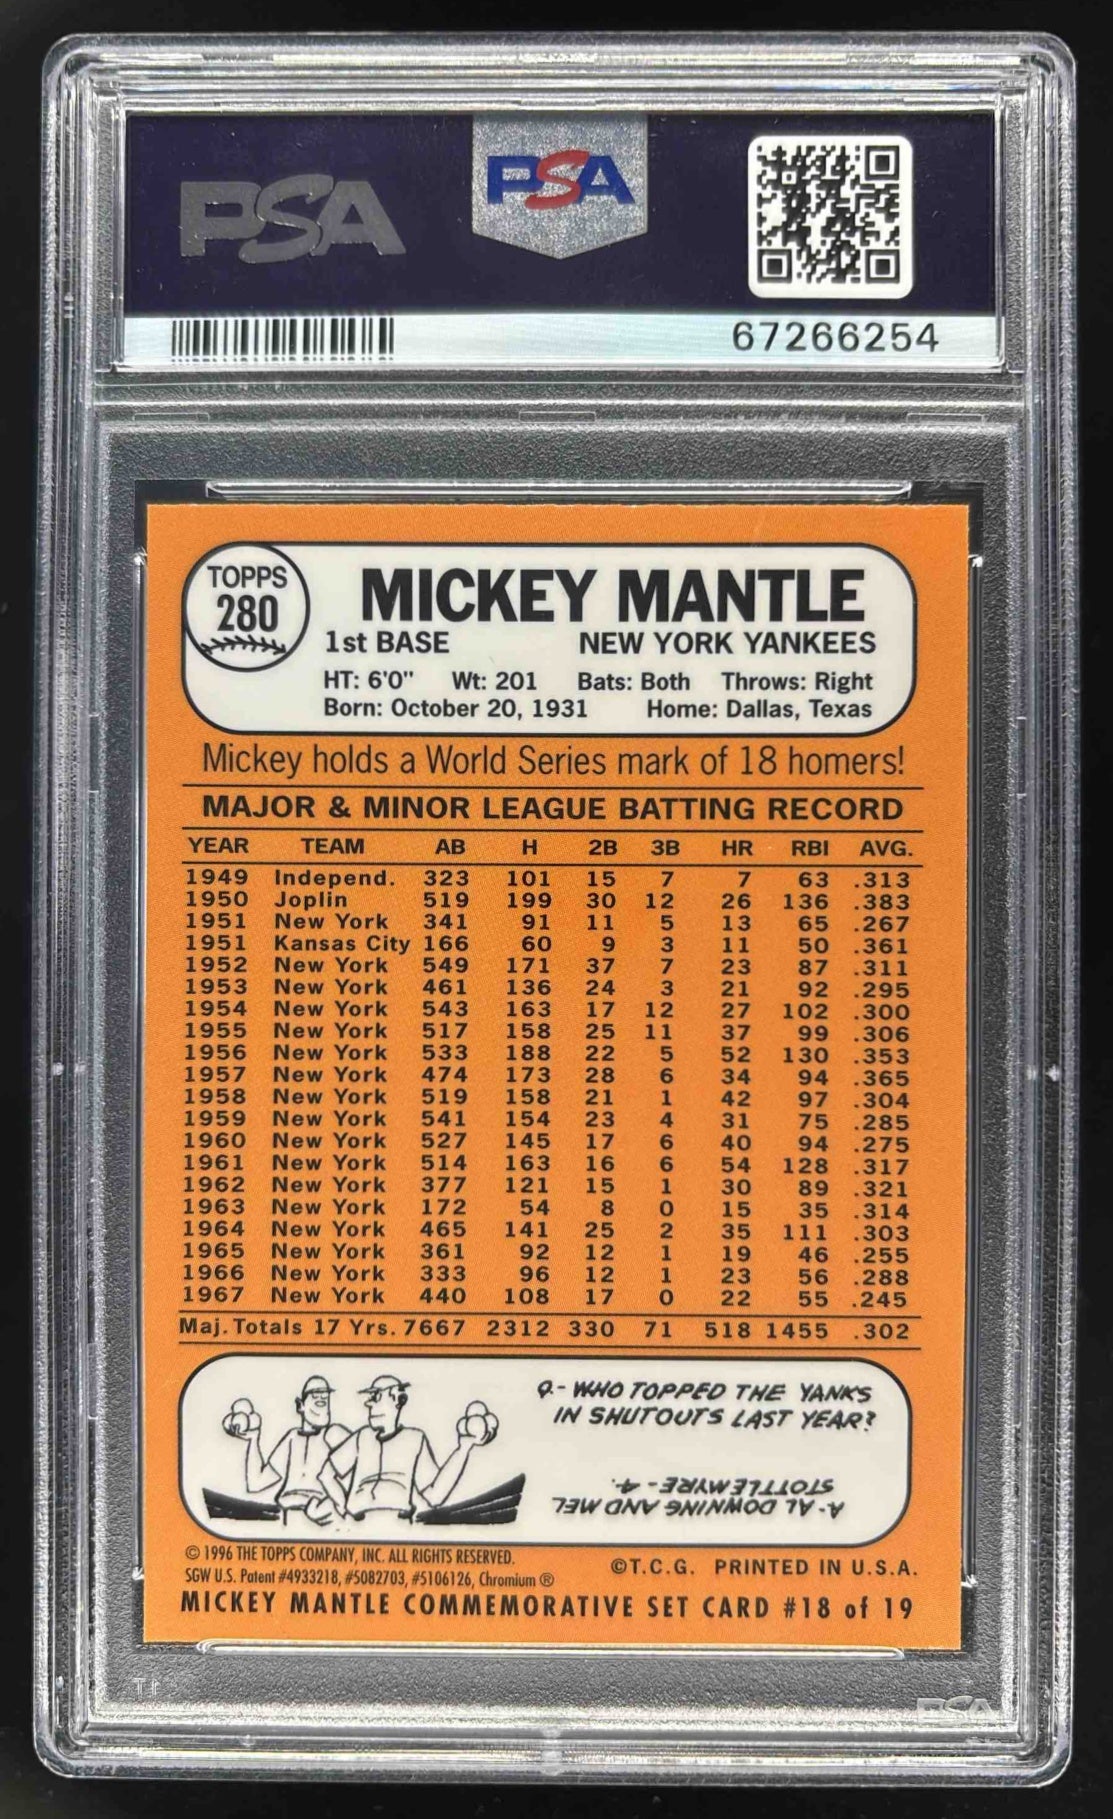 PSA
PSA
67266254
TOPPS
280
MICKEY MANTLE
1st BASE NEW YORK YANKEES
HT: 6'0" Wt: 201 Bats: Both Throws: Right
Born: October 20, 1931 Home: Dallas, Texas
Mickey holds a World Series mark of 18 homers!
MAJOR & MINOR LEAGUE BATTING RECORD
YEAR TEAM AB H 2B 3B HR RBI AVG.
1949 Independ. 323 101 15 7 7 63 .313
1950 Joplin 519 199 30 12 26 136 .383
1951 New York 341 91 11 5 13 65 .267
1951 Kansas City 166 60 9 3 11 50 .361
1952 New York 549 171 37 7 23 87 .311
1953 New York 461 136 24 3 21 92 .295
1954 New York 543 163 17 12 27 102 .300
1955 New York 517 158 25 11 37 99 .306
1956 New York 533 188 22 5 52 130 .353
1957 New York 474 173 28 6 34 94 .365
1958 New York 519 158 21 1 42 97 .304
1959 New York 541 154 23 4 31 75 .285
1960 New York 527 145 17 6 40 94 .275
1961 New York 514 163 16 6 54 128 .317
1962 New York 377 121 15 1 30 89 .321
1963 New York 172 54 8 0 15 35 .314
1964 New York 465 141 25 2 35 111 .303
1965 New York 361 92 12 1 19 46 .255
1966 New York 333 96 12 1 23 56 .288
1967 New York 440 108 17 0 22 55 .245
Maj. Totals 17 Yrs. 7667 2312 330 71 518 1455 .302
Q.- WHO TOPPED THE YANKS
IN SHUTOUTS LAST YEAR?
A.- AL DOWNING AND MEL
STOTTLEMYRE - 4.
© 1996 THE TOPPS COMPANY, INC. ALL RIGHTS RESERVED.
©T.C.G. PRINTED IN U.S.A.
SGW U.S. Patent #4933218, #5082703, #5106126, Chromium ®
MICKEY MANTLE COMMEMORATIVE SET CARD #18 of 19
PSA